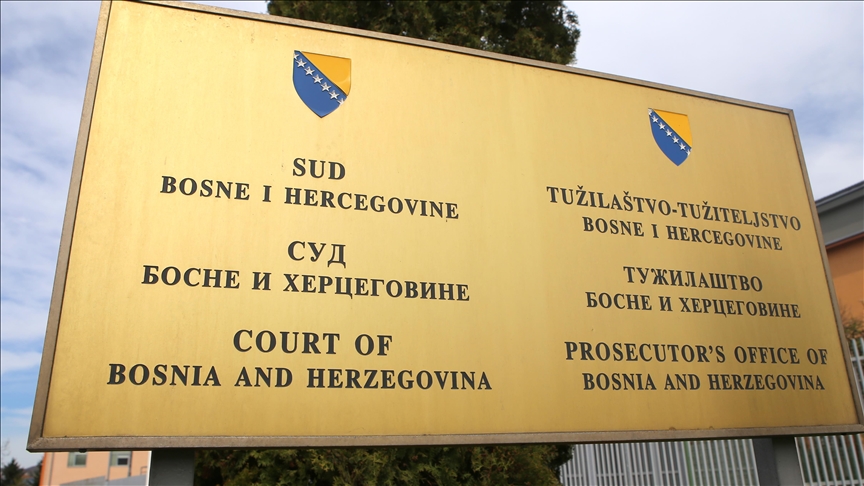 SUD
BOSNE I HERCEGOVINE
СУД
БОСНЕ И ХЕРЦЕГОВИНЕ
COURT OF
BOSNIA AND HERZEGOVINA
TUŽILAŠTVO-TUŽITELJSTVO
BOSNE I HERCEGOVINE
ТУЖИЛАШТВО
БОСНЕ И ХЕРЦЕГОВИНЕ
PROSECUTOR'S OFFICE OF
BOSNIA AND HERZEGOVINA